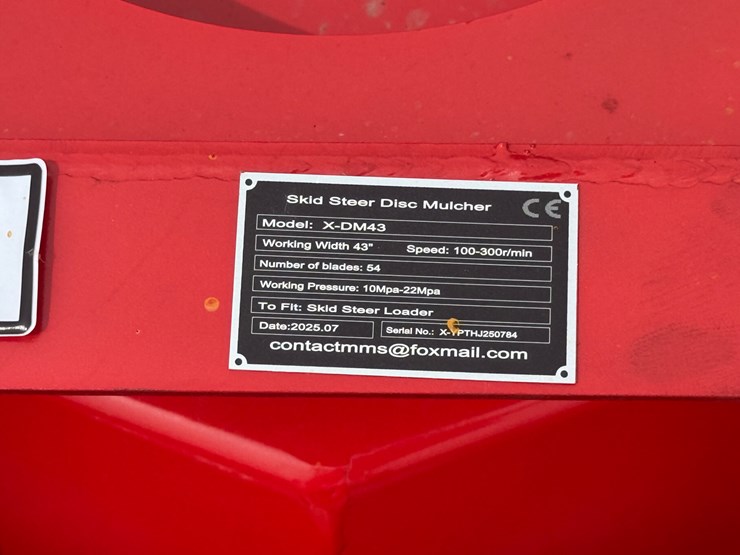 Skid Steer Disc Mulcher CE
Model: X-DM43
Working Width 43" Speed: 100-300r/min
Number of blades: 54
Working Pressure: 10Mpa-22Mpa
To Fit: Skid Steer Loader
Date:2025.07 Serial No.:
contactmms@foxmail.com